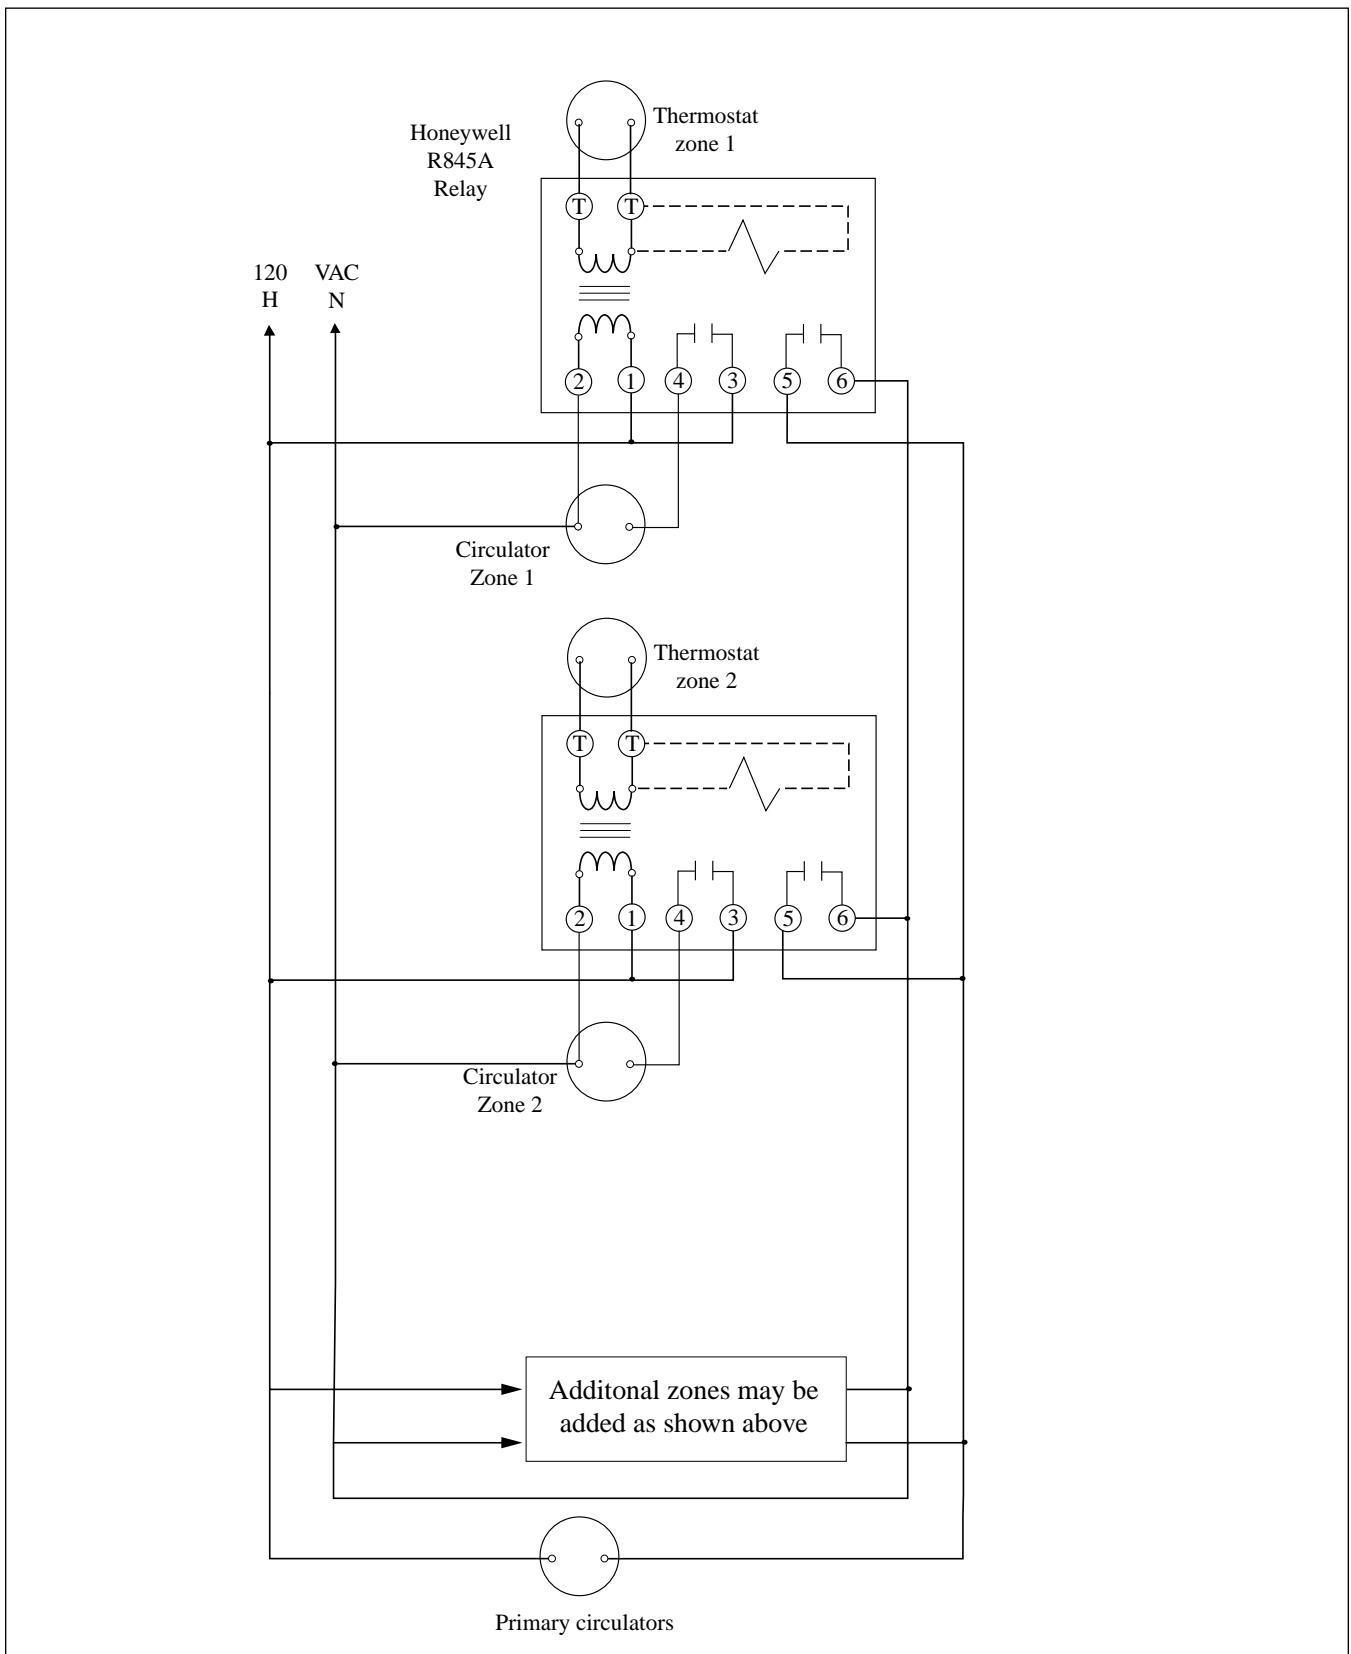 Thermostat
zone 1
Honeywell
R845A
Relay
T T
120 VAC
H N
2 1 4 3 5 6
Circulator
Zone 1
Thermostat
zone 2
T T
2 1 4 3 5 6
Circulator
Zone 2
Additonal zones may be
added as shown above
Primary circulators